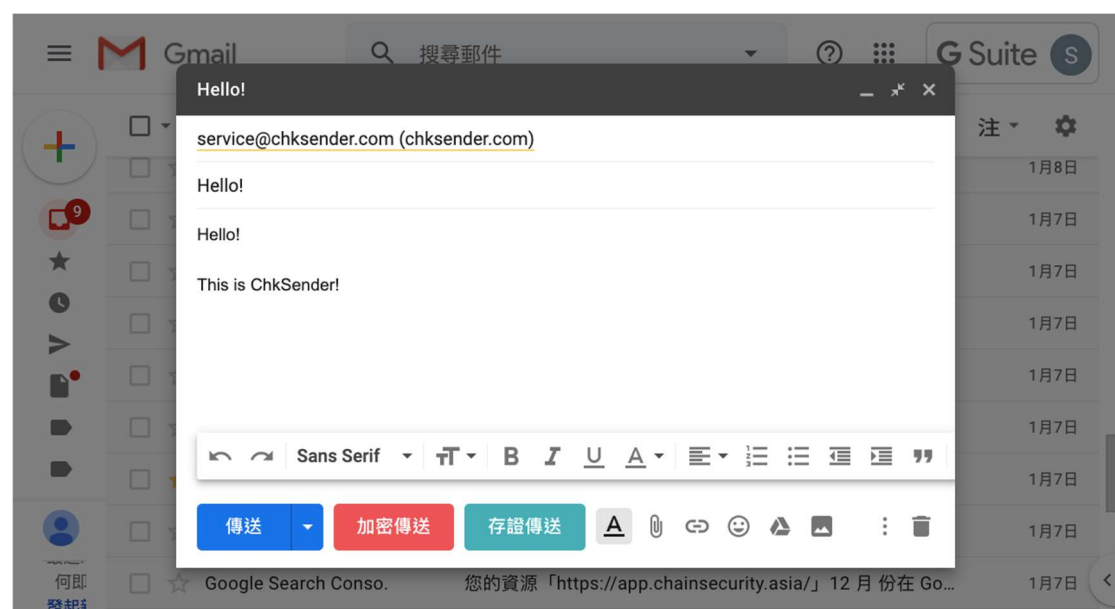 Gmail
搜尋郵件
G Suite
S
Hello!
service@chksender.com (chksender.com)
注
Hello!
1月8日
9
1月7日
Hello!
1月7日
This is ChkSender!
1月7日
1月7日
1月7日
Sans Serif
1月7日
傳送
加密傳送
存證傳送
1月7日
何即
Google Search Conso. 您的資源「https://app.chainsecurity.asia/」12 月 份在 Go... 1月7日